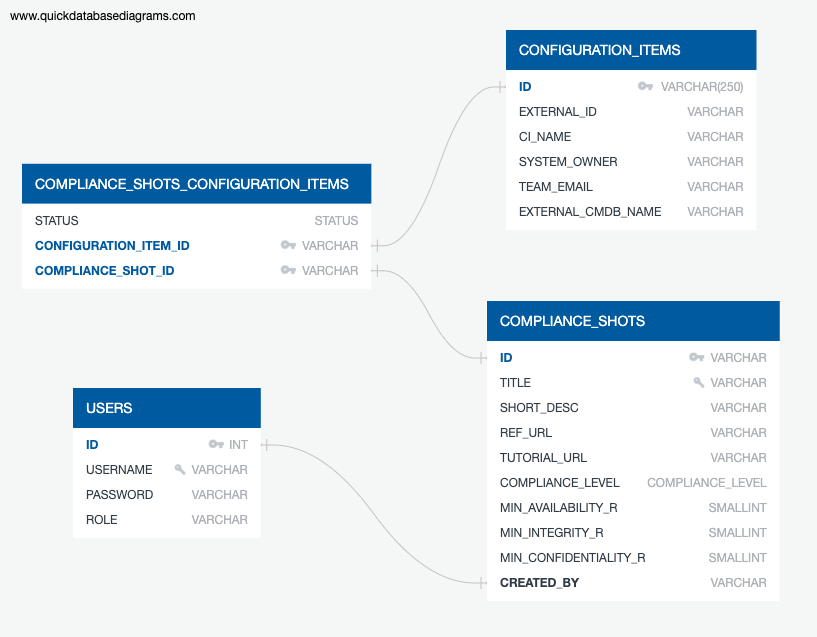 www.quickdatabasediagrams.com
CONFIGURATION_ITEMS
ID VARCHAR(250)
EXTERNAL_ID VARCHAR
CI_NAME VARCHAR
SYSTEM_OWNER VARCHAR
TEAM_EMAIL VARCHAR
EXTERNAL_CMDB_NAME VARCHAR
COMPLIANCE_SHOTS_CONFIGURATION_ITEMS
STATUS STATUS
CONFIGURATION_ITEM_ID VARCHAR
COMPLIANCE_SHOT_ID VARCHAR
COMPLIANCE_SHOTS
ID VARCHAR
TITLE VARCHAR
SHORT_DESC VARCHAR
REF_URL VARCHAR
TUTORIAL_URL VARCHAR
COMPLIANCE_LEVEL COMPLIANCE_LEVEL
MIN_AVAILABILITY_R SMALLINT
MIN_INTEGRITY_R SMALLINT
MIN_CONFIDENTIALITY_R SMALLINT
CREATED_BY VARCHAR
USERS
ID INT
USERNAME VARCHAR
PASSWORD VARCHAR
ROLE VARCHAR